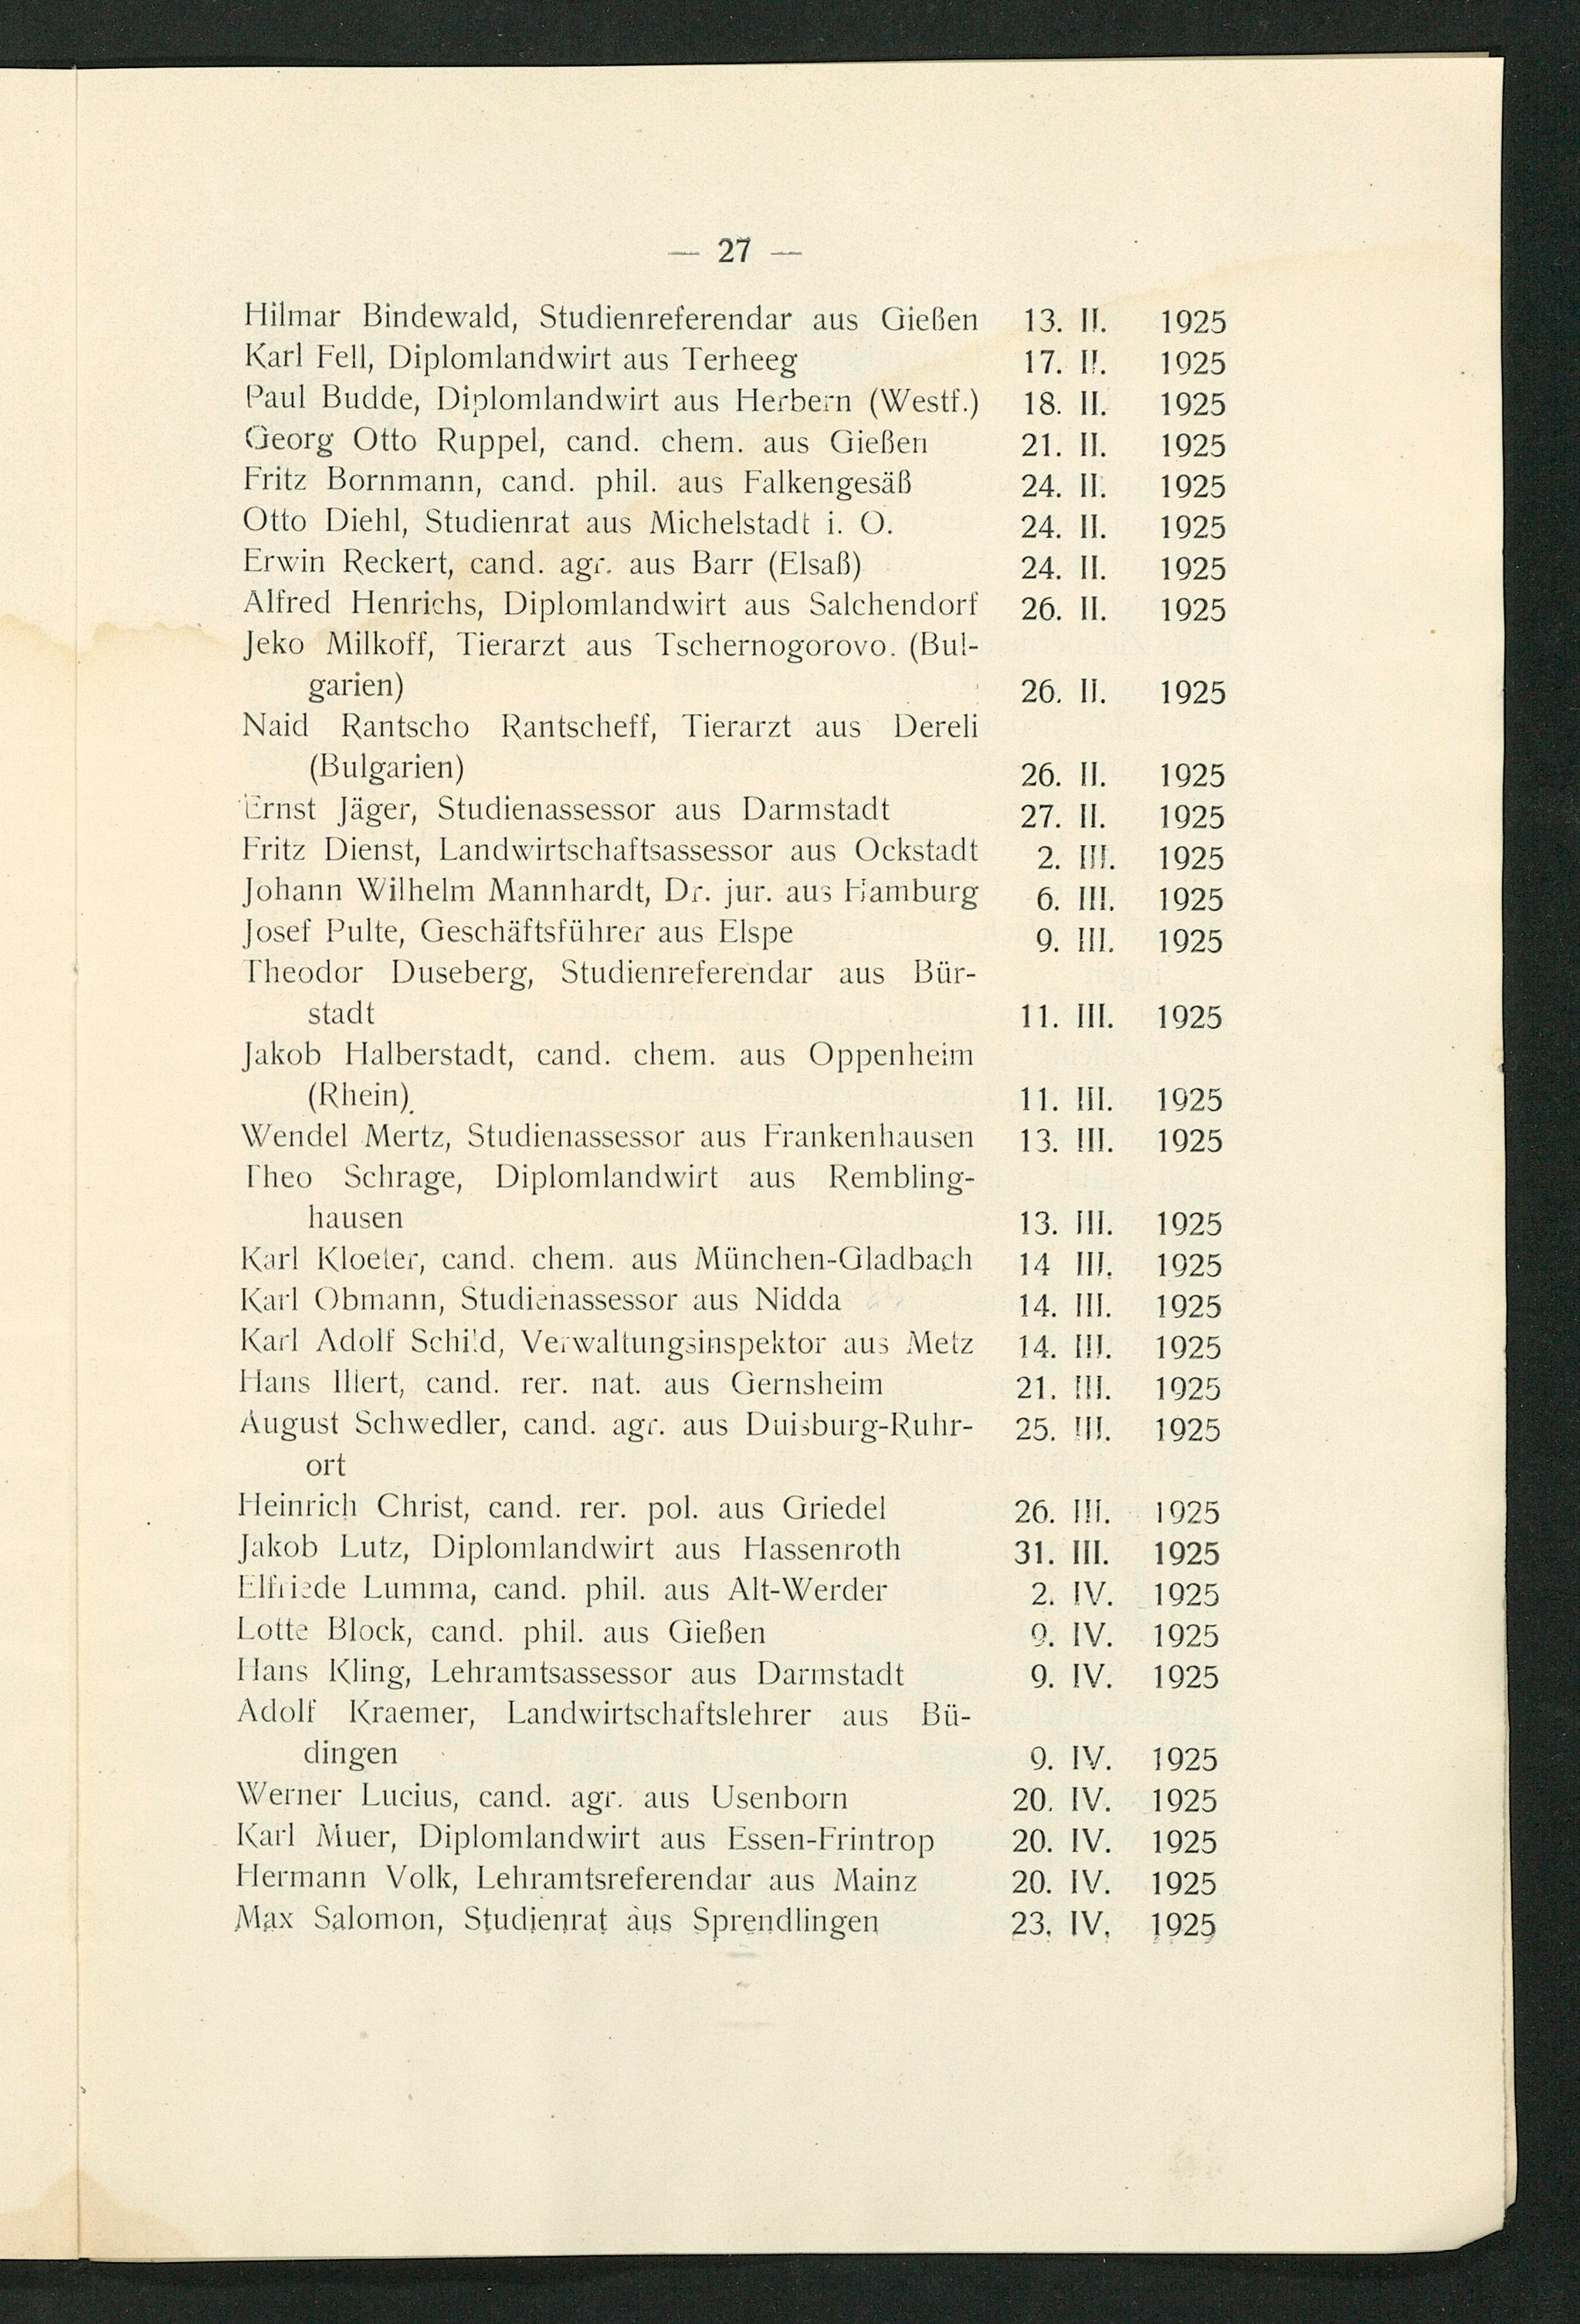 — 27 —
Hilmar Bindewald, Studienreferendar aus Gießen 13. II. 1925
Karl Fell, Diplomlandwirt aus Terheeg 17. II. 1925
Paul Budde, Diplomlandwirt aus Herbern (Westf.) 18. II. 1925
Georg Otto Ruppel, cand. chem. aus Gießen 21. II. 1925
Fritz Bornmann, cand. phil. aus Falkengesäß 24. II. 1925
Otto Diehl, Studienrat aus Michelstadt i. O. 24. II. 1925
Erwin Reckert, cand. agr. aus Barr (Elsaß) 24. II. 1925
Alfred Henrichs, Diplomlandwirt aus Salchendorf 26. II. 1925
Jeko Milkoff, Tierarzt aus Tschernogorovo. (Bul-
garien) 26. II. 1925
Naid Rantscho Rantscheff, Tierarzt aus Dereli
(Bulgarien) 26. II. 1925
Ernst Jäger, Studienassessor aus Darmstadt 27. II. 1925
Fritz Dienst, Landwirtschaftsassessor aus Ockstadt 2. III. 1925
Johann Wilhelm Mannhardt, Dr. jur. aus Hamburg 6. III. 1925
Josef Pulte, Geschäftsführer aus Elspe 9. III. 1925
Theodor Duseberg, Studienreferendar aus Bür-
stadt 11. III. 1925
Jakob Halberstadt, cand. chem. aus Oppenheim
(Rhein). 11. III. 1925
Wendel Mertz, Studienassessor aus Frankenhausen 13. III. 1925
Theo Schrage, Diplomlandwirt aus Rembling-
hausen 13. III. 1925
Karl Kloeter, cand. chem. aus München-Gladbach 14 III. 1925
Karl Obmann, Studienassessor aus Nidda 14. III. 1925
Karl Adolf Schild, Verwaltungsinspektor aus Metz 14. III. 1925
Hans Illert, cand. rer. nat. aus Gernsheim 21. III. 1925
August Schwedler, cand. agr. aus Duisburg-Ruhr- 25. III. 1925
ort
Heinrich Christ, cand. rer. pol. aus Griedel 26. III. 1925
Jakob Lutz, Diplomlandwirt aus Hassenroth 31. III. 1925
Elfriede Lumma, cand. phil. aus Alt-Werder 2. IV. 1925
Lotte Block, cand. phil. aus Gießen 9. IV. 1925
Hans Kling, Lehramtsassessor aus Darmstadt 9. IV. 1925
Adolf Kraemer, Landwirtschaftslehrer aus Bü-
dingen 9. IV. 1925
Werner Lucius, cand. agr. aus Usenborn 20. IV. 1925
Karl Muer, Diplomlandwirt aus Essen-Frintrop 20. IV. 1925
Hermann Volk, Lehramtsreferendar aus Mainz 20. IV. 1925
Max Salomon, Studienrat aus Sprendlingen 23. IV. 1925